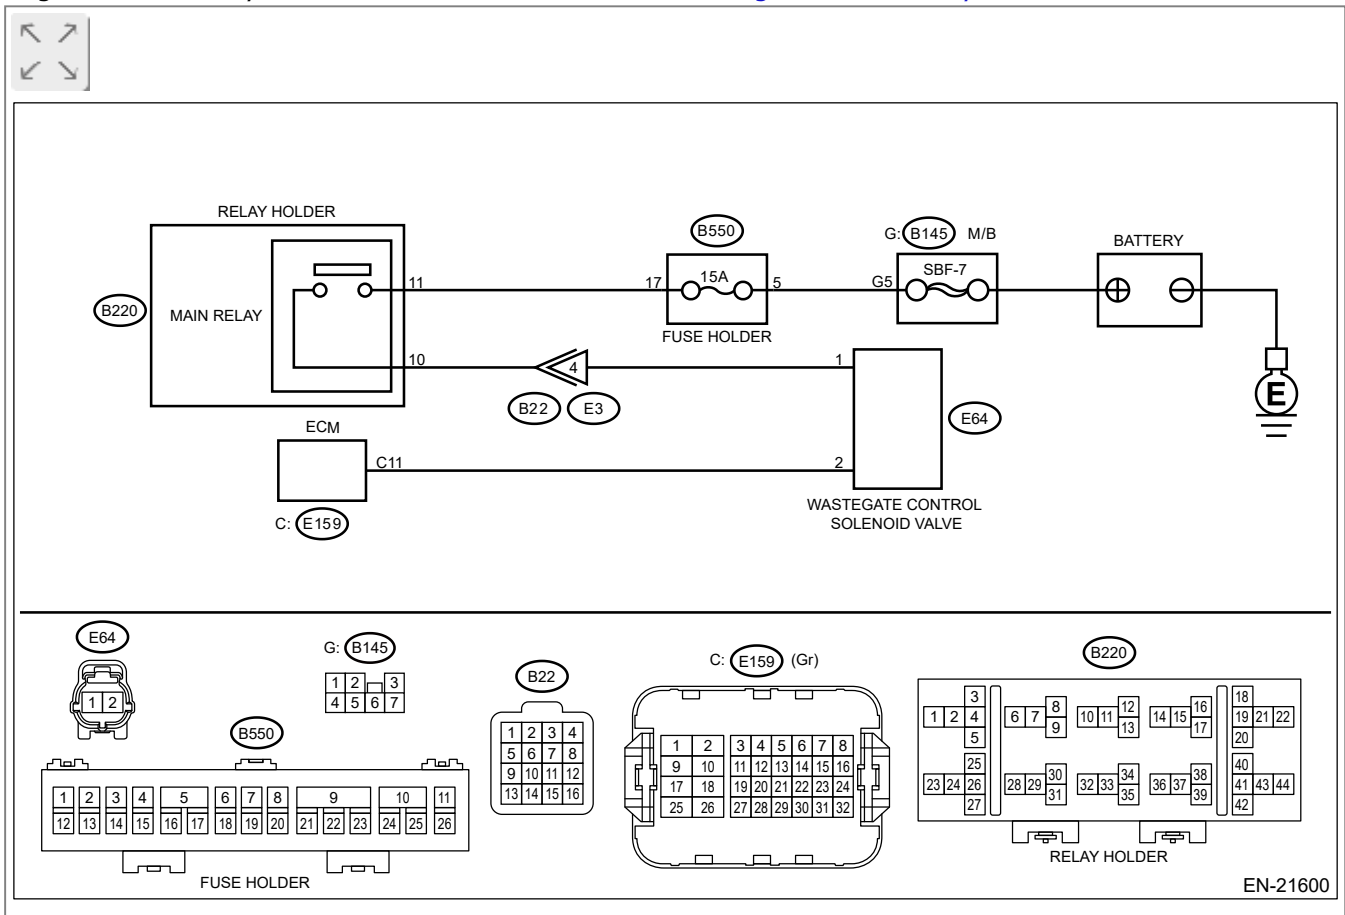 RELAY HOLDER
B550
G: B145 M/B
BATTERY
SBF-7
15A
11
17
5
G5
B220
MAIN RELAY
FUSE HOLDER
10
4
1
B22
E3
E64
E
ECM
C11
2
C: E159
WASTEGATE CONTROL
SOLENOID VALVE
E64
1 2
G: B145
1 2 3
4 5 6 7
B550
1 2 3 4 5 6 7 8 9 10 11
12 13 14 15 16 17 18 19 20 21 22 23 24 25 26
FUSE HOLDER
B22
1 2 3 4
5 6 7 8
9 10 11 12
13 14 15 16
C: E159 (Gr)
1 2 3 4 5 6 7 8
9 10 11 12 13 14 15 16
17 18 19 20 21 22 23 24
25 26 27 28 29 30 31 32
B220
3 8 12 16 18
1 2 4 6 7 9 10 11 13 14 15 17 19 21 22
5 20
25 30 34 38 40
23 24 26 28 29 31 32 33 35 36 37 39 41 43 44
27 42
RELAY HOLDER
EN-21600